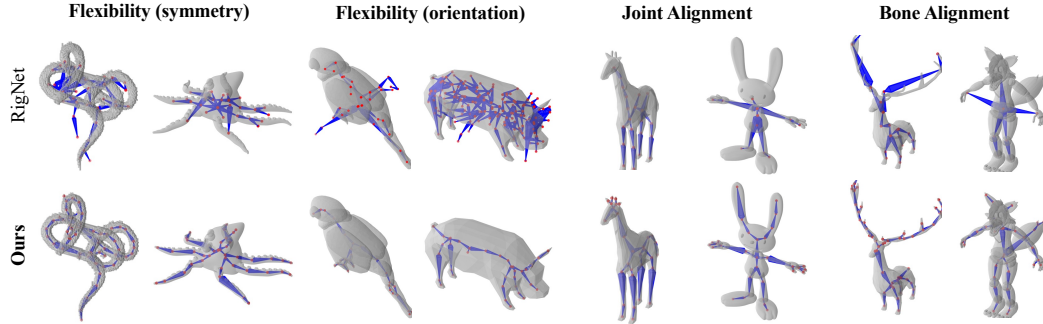 Flexibility (symmetry) Flexibility (orientation) Joint Alignment Bone Alignment
RigNet
Ours